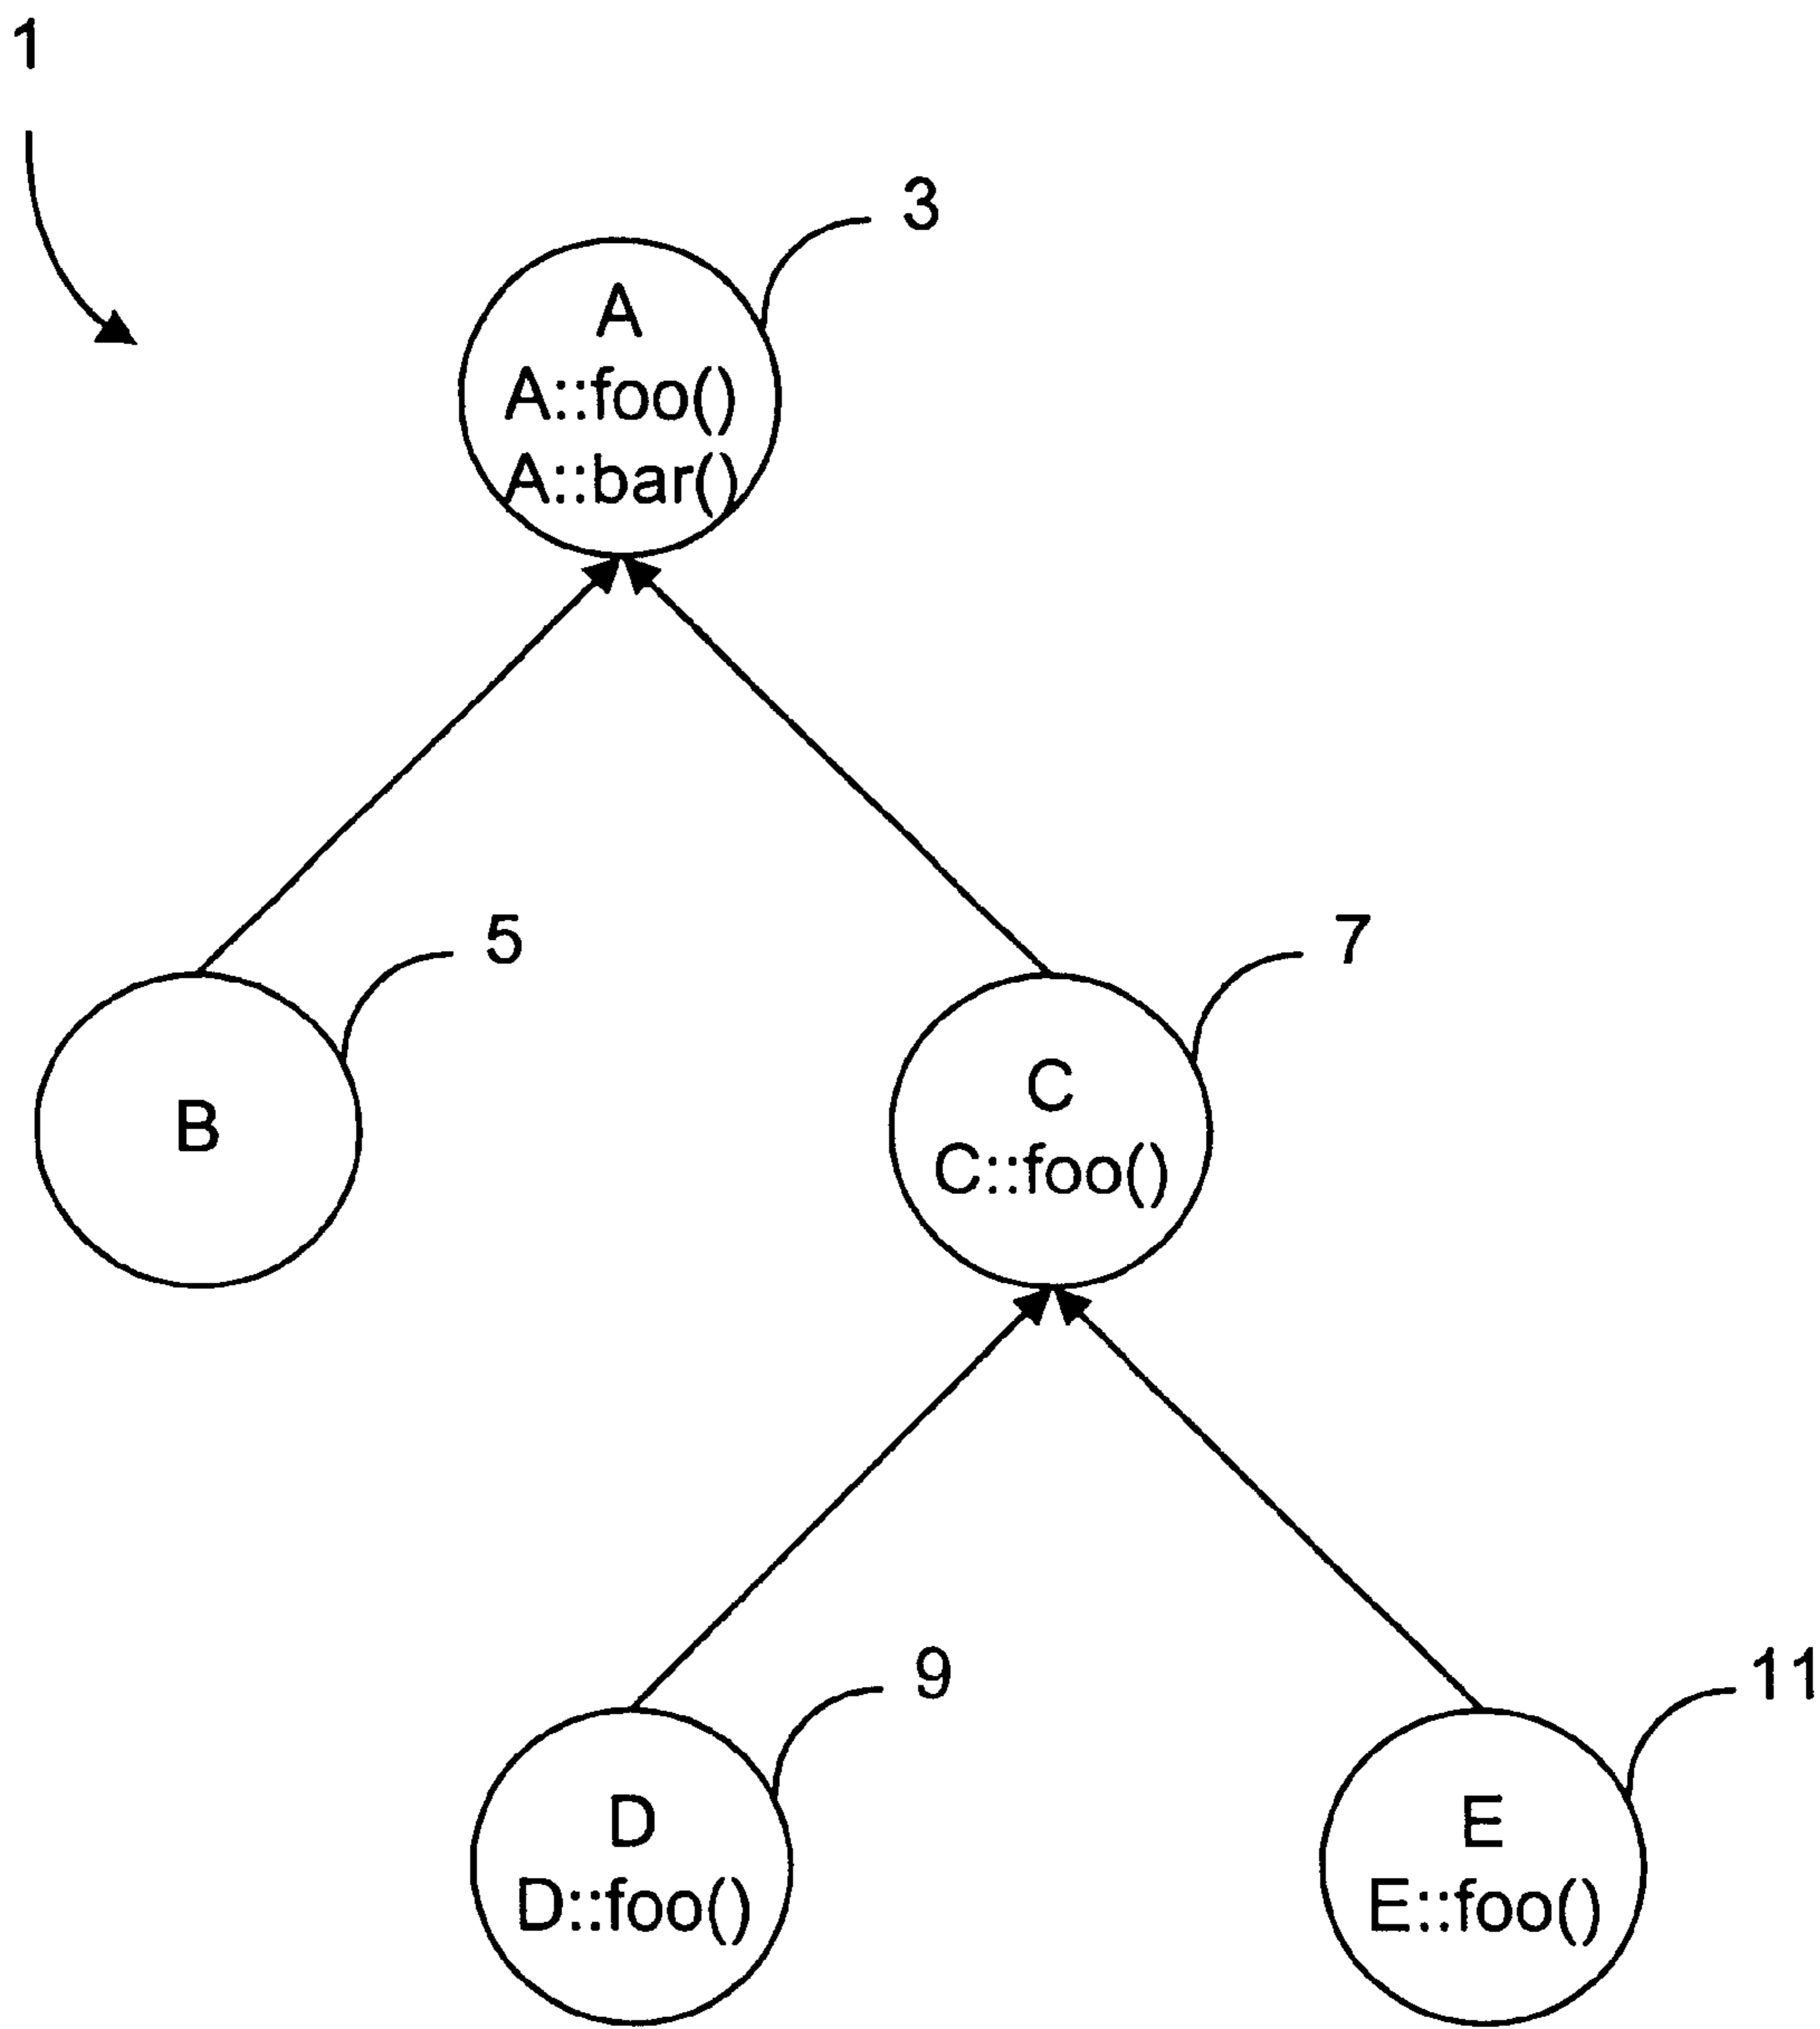 1
3
A
A::foo()
A::bar()
5
7
B
C
C::foo()
9
11
D
D::foo()
E
E::foo()